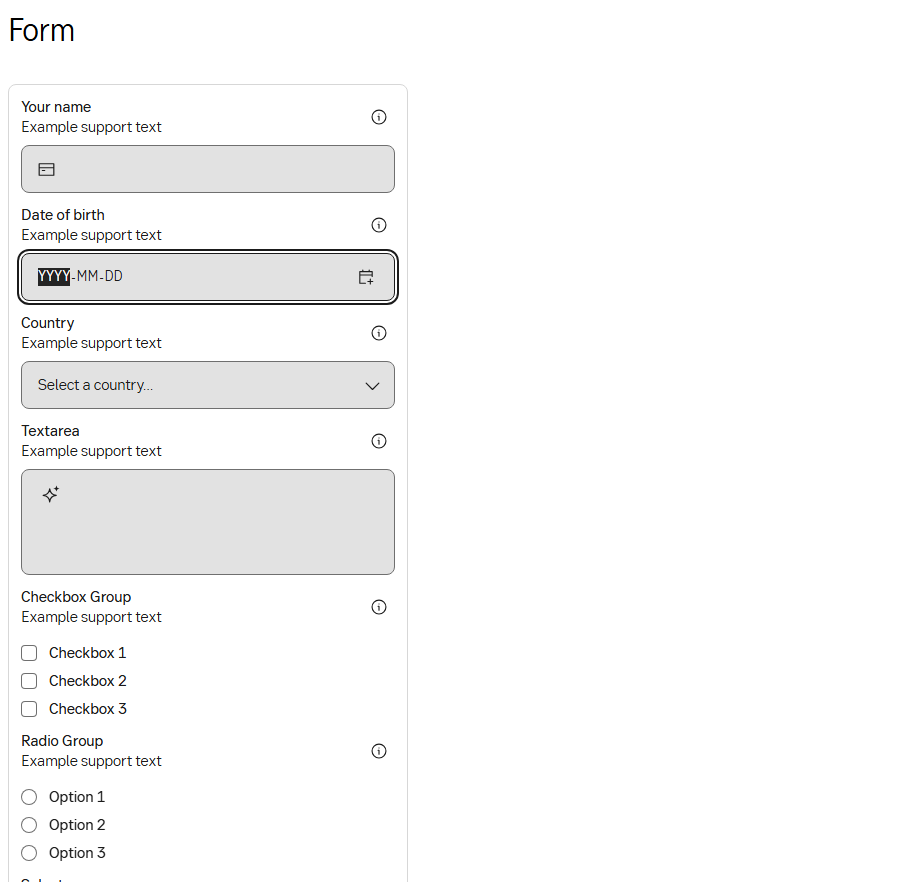 Form
Your name
Example support text
Date of birth
Example support text
YYYY-MM-DD
Country
Example support text
Select a country...
Textarea
Example support text
Checkbox Group
Example support text
Checkbox 1
Checkbox 2
Checkbox 3
Radio Group
Example support text
Option 1
Option 2
Option 3